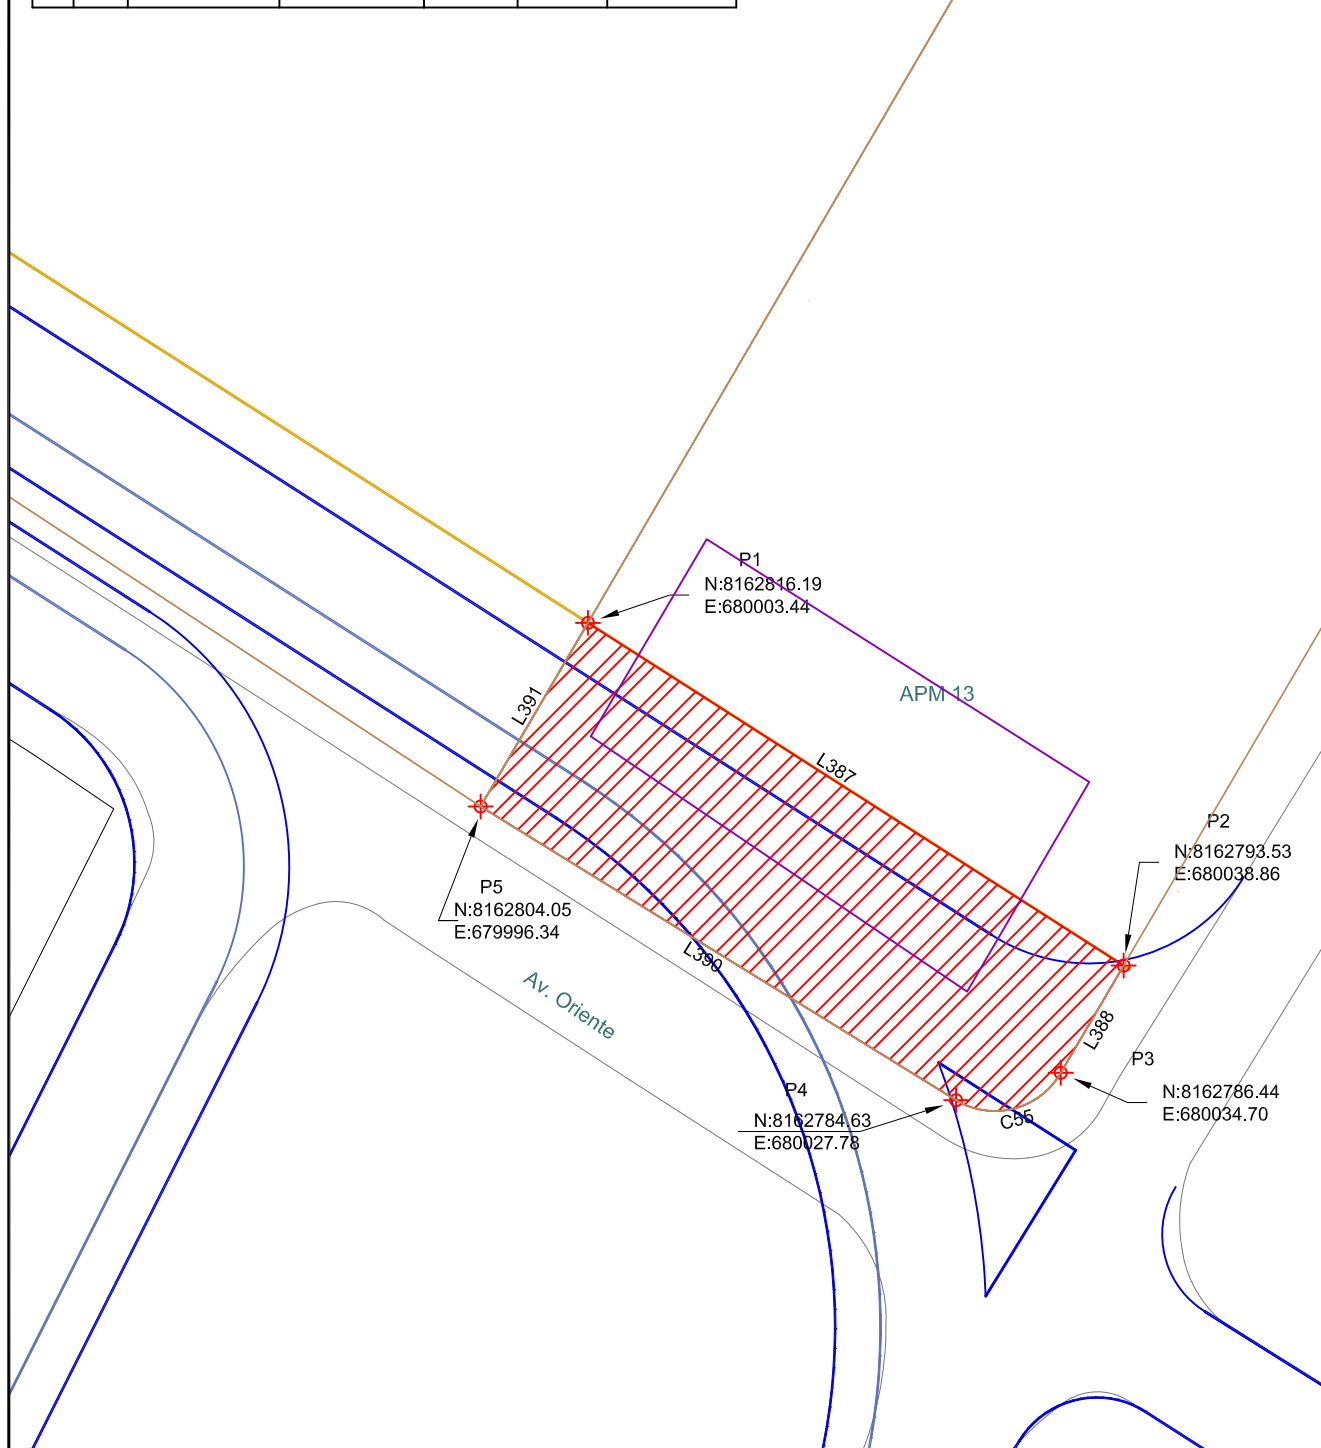 P1
N:8162816.19
E:680003.44
APM 13
L391
L387
P2
N:8162793.53
E:680038.86
P5
N:8162804.05
E:679996.34
L390
Av. Oriente
L388
P3
N:8162786.44
E:680034.70
P4
N:8162784.63
E:680027.78
C55